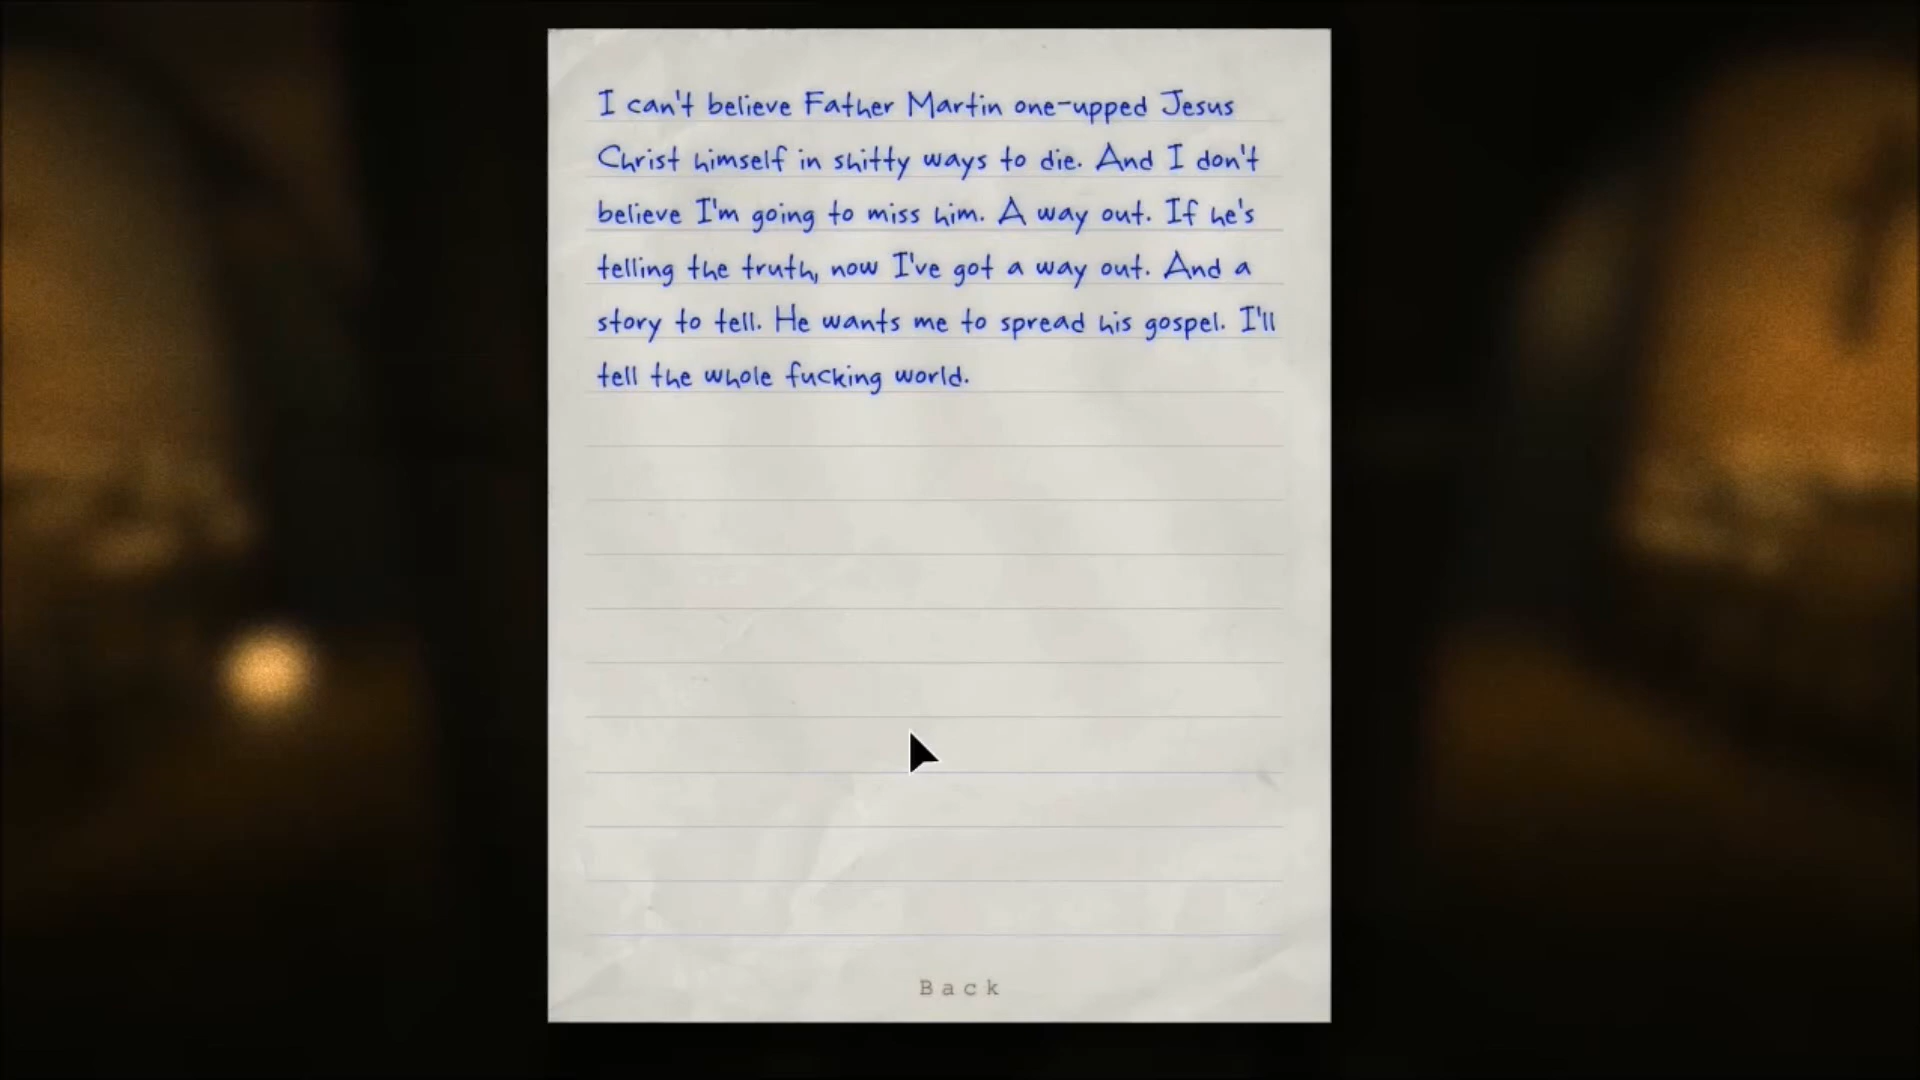 I can't believe Father Martin one-upped Jesus
Christ himself in shitty ways to die. And I don't
believe I'm going to miss him. A way out. If he's
telling the truth, now I've got a way out. And a
story to tell. He wants me to spread his gospel. I'll
tell the whole fucking world.
Back